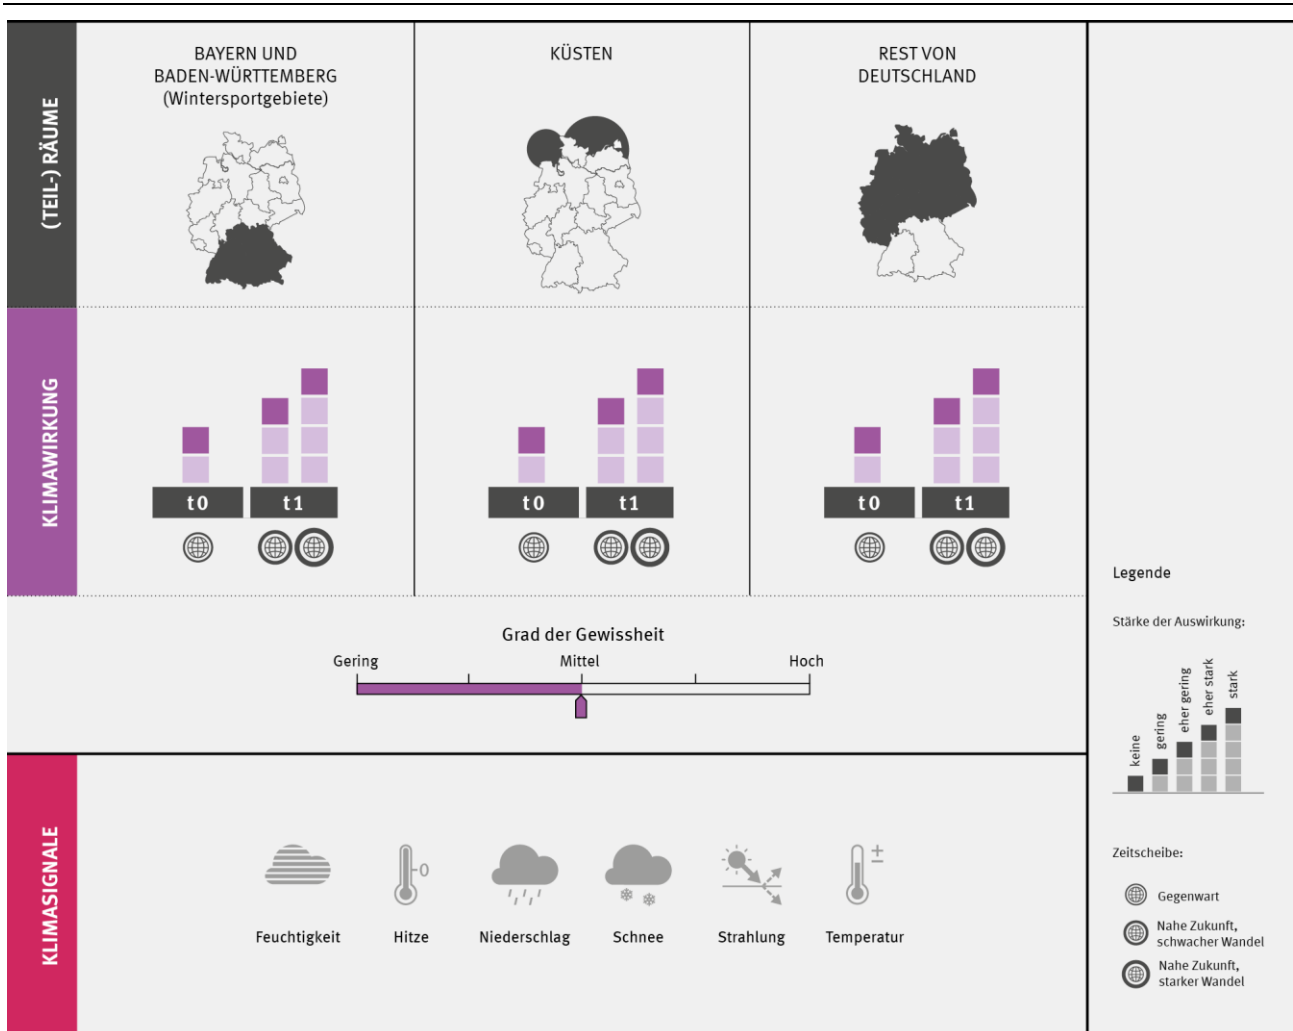 (TEIL-) RÄUME
BAYERN UND
BADEN-WÜRTTEMBERG
(Wintersportgebiete)
KÜSTEN
REST VON
DEUTSCHLAND
KLIMAWIRKUNG
t0
t1
t0
t1
t0
t1
Grad der Gewissheit
Gering
Mittel
Hoch
KLIMASIGNALE
-0
±
Feuchtigkeit
Hitze
Niederschlag
Schnee
Strahlung
Temperatur
Legende
Stärke der Auswirkung:
keine
gering
eher gering
eher stark
stark
Zeitscheibe:
Gegenwart
Nahe Zukunft,
schwacher Wandel
Nahe Zukunft,
starker Wandel